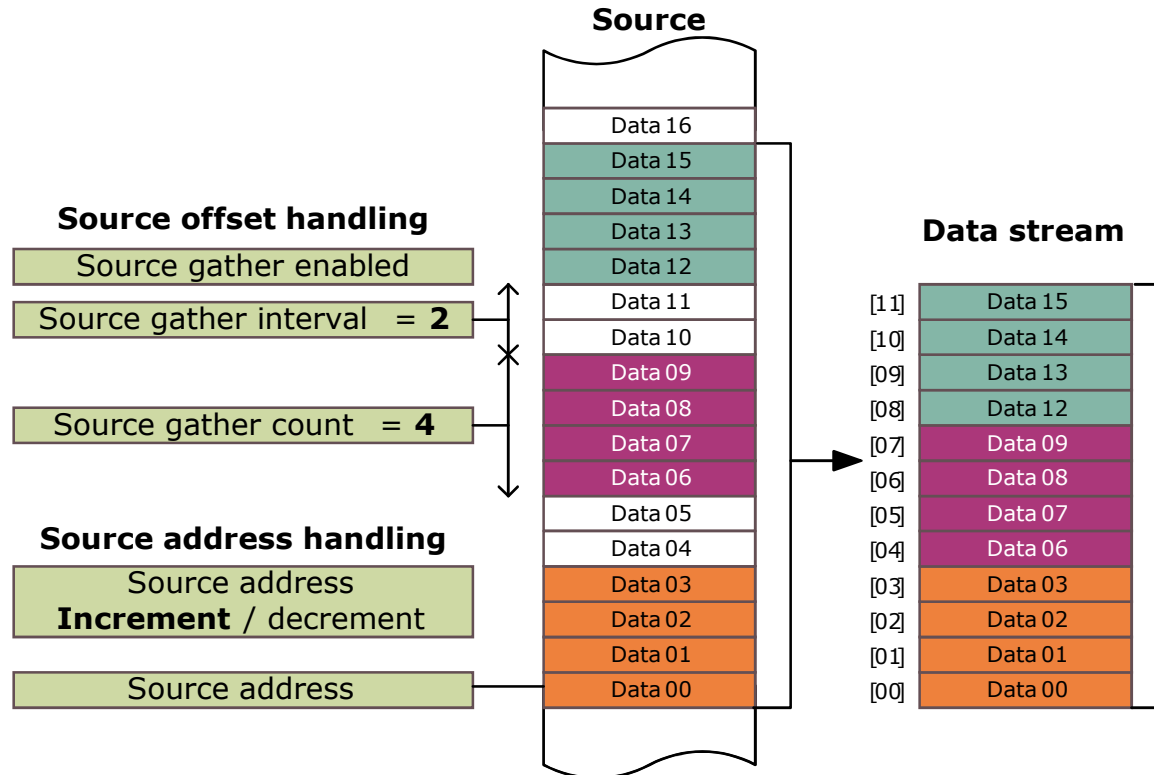 Source
Data 16
Data 15
Data 14
Data 13
Data 12
Data 11
Data 10
Data 09
Data 08
Data 07
Data 06
Data 05
Data 04
Data 03
Data 02
Data 01
Data 00
Source offset handling
Source gather enabled
Source gather interval = 2
Source gather count = 4
Source address handling
Source address
Increment / decrement
Source address
Data stream
[11] Data 15
[10] Data 14
[09] Data 13
[08] Data 12
[07] Data 09
[06] Data 08
[05] Data 07
[04] Data 06
[03] Data 03
[02] Data 02
[01] Data 01
[00] Data 00